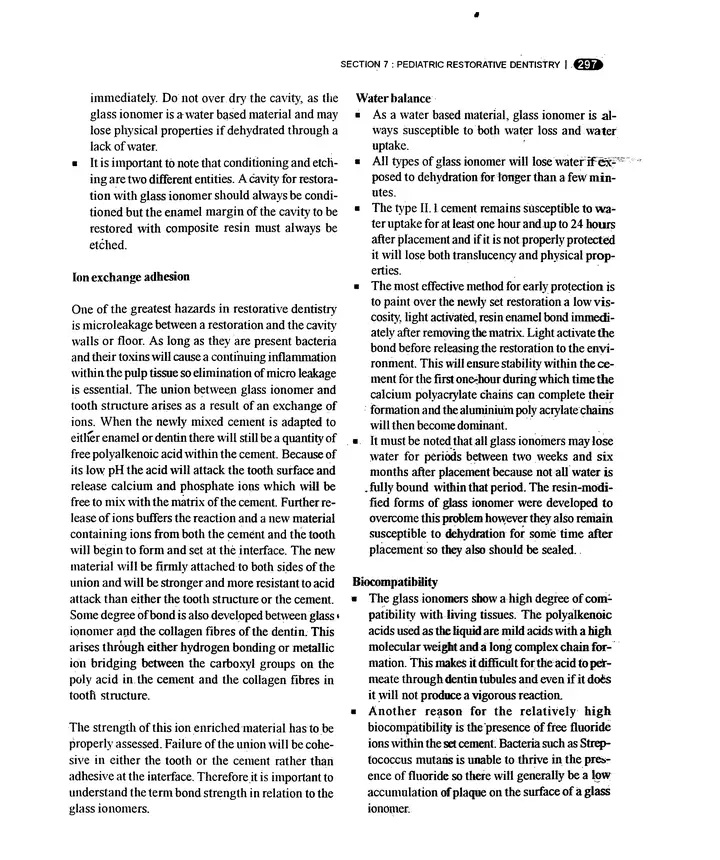 SECTION 7 : PEDIATRIC RESTORATIVE DENTISTRY | 297
immediately. Do not over dry the cavity, as the
glass ionomer is a water based material and may
lose physical properties if dehydrated through a
lack of water.
■ It is important to note that conditioning and etch-
ing are two different entities. A cavity for restora-
tion with glass ionomer should always be condi-
tioned but the enamel margin of the cavity to be
restored with composite resin must always be
etched.
Ion exchange adhesion
One of the greatest hazards in restorative dentistry
is microleakage between a restoration and the cavity
walls or floor. As long as they are present bacteria
and their toxins will cause a continuing inflammation
within the pulp tissue so elimination of micro leakage
is essential. The union between glass ionomer and
tooth structure arises as a result of an exchange of
ions. When the newly mixed cement is adapted to
either enamel or dentin there will still be a quantity of
free polyalkenoic acid within the cement. Because of
its low pH the acid will attack the tooth surface and
release calcium and phosphate ions which will be
free to mix with the matrix of the cement. Further re-
lease of ions buffers the reaction and a new material
containing ions from both the cement and the tooth
will begin to form and set at the interface. The new
material will be firmly attached to both sides of the
union and will be stronger and more resistant to acid
attack than either the tooth structure or the cement.
Some degree of bond is also developed between glass
ionomer and the collagen fibres of the dentin. This
arises through either hydrogen bonding or metallic
ion bridging between the carboxyl groups on the
poly acid in the cement and the collagen fibres in
tooth structure.
The strength of this ion enriched material has to be
properly assessed. Failure of the union will be cohe-
sive in either the tooth or the cement rather than
adhesive at the interface. Therefore it is important to
understand the term bond strength in relation to the
glass ionomers.
Water balance
■ As a water based material, glass ionomer is al-
ways susceptible to both water loss and water
uptake.
■ All types of glass ionomer will lose water if ex-
posed to dehydration for longer than a few min-
utes.
■ The type II.1 cement remains susceptible to wa-
ter uptake for at least one hour and up to 24 hours
after placement and if it is not properly protected
it will lose both translucency and physical prop-
erties.
■ The most effective method for early protection is
to paint over the newly set restoration a low vis-
cosity, light activated, resin enamel bond immedi-
ately after removing the matrix. Light activate the
bond before releasing the restoration to the envi-
ronment. This will ensure stability within the ce-
ment for the first one-hour during which time the
calcium polyacrylate chains can complete their
formation and the aluminium poly acrylate chains
will then become dominant.
■ It must be noted that all glass ionomers may lose
water for periods between two weeks and six
months after placement because not all water is
fully bound within that period. The resin-modi-
fied forms of glass ionomer were developed to
overcome this problem however they also remain
susceptible to dehydration for some time after
placement so they also should be sealed.
Biocompatibility
■ The glass ionomers show a high degree of com-
patibility with living tissues. The polyalkenoic
acids used as the liquid are mild acids with a high
molecular weight and a long complex chain for-
mation. This makes it difficult for the acid to per-
meate through dentin tubules and even if it does
it will not produce a vigorous reaction.
■ Another reason for the relatively high
biocompatibility is the presence of free fluoride
ions within the set cement. Bacteria such as Strep-
tococcus mutans is unable to thrive in the pres-
ence of fluoride so there will generally be a low
accumulation of plaque on the surface of a glass
ionomer.